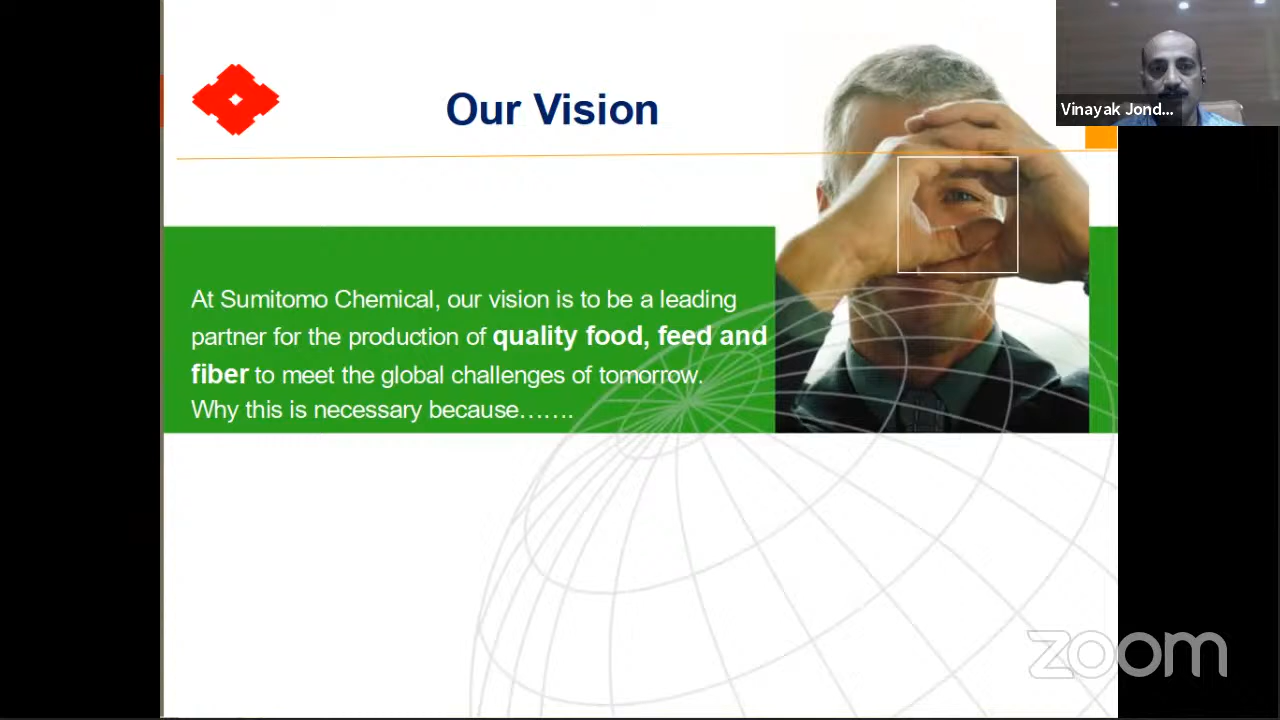 Our Vision
Vinayak Jond...
At Sumitomo Chemical, our vision is to be a leading
partner for the production of quality food, feed and
fiber to meet the global challenges of tomorrow.
Why this is necessary because…….
zoom